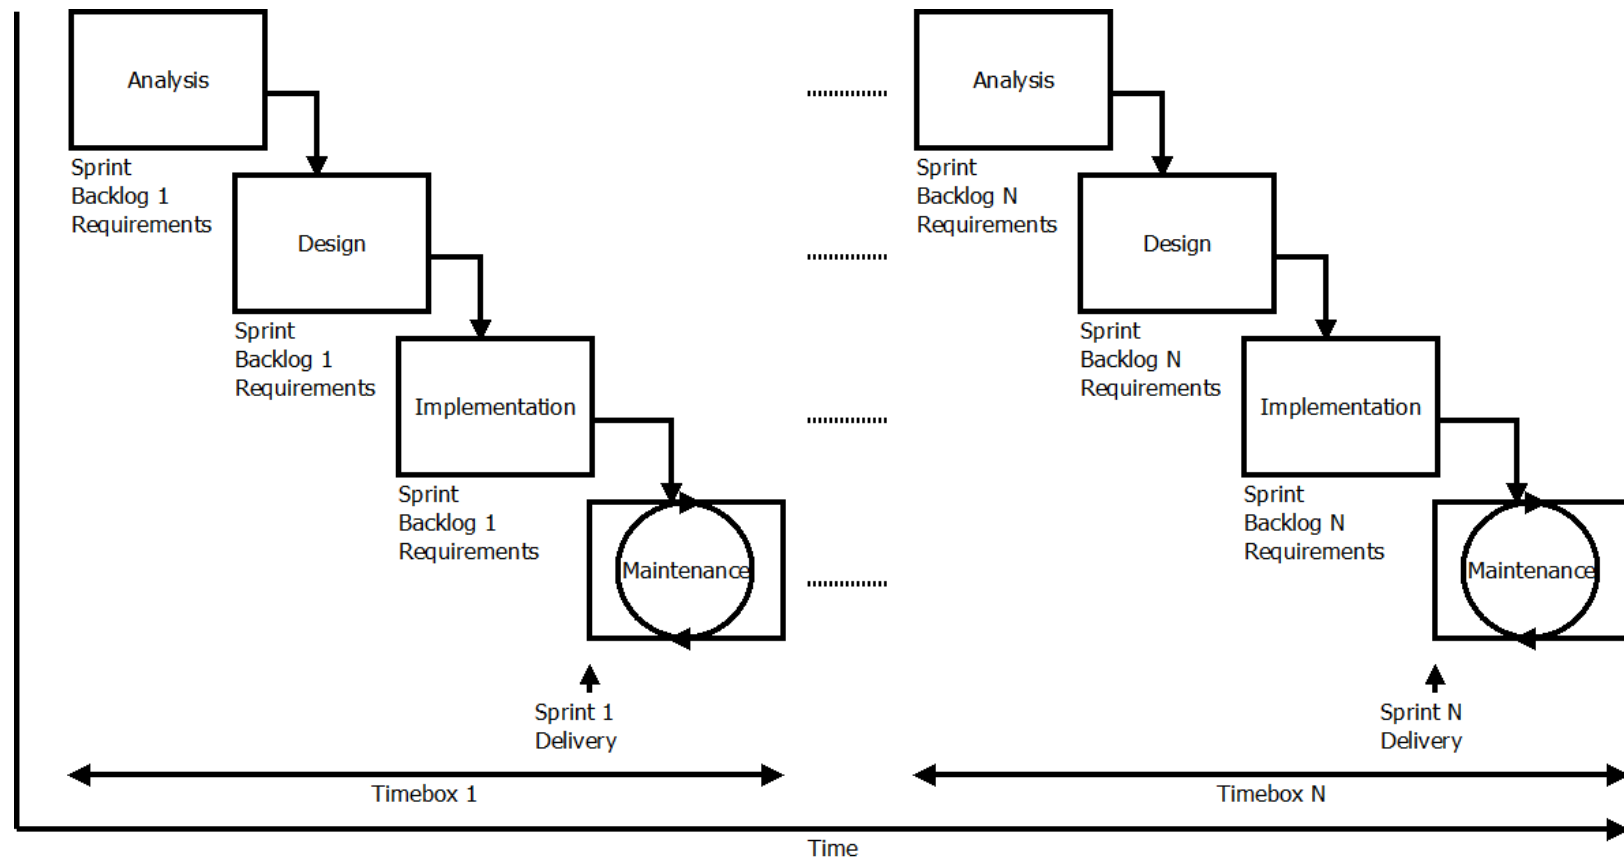 Analysis
Sprint
Backlog 1
Requirements
Design
Sprint
Backlog 1
Requirements
Implementation
Sprint
Backlog 1
Requirements
Maintenance
Sprint 1
Delivery
Timebox 1
Analysis
Sprint
Backlog N
Requirements
Design
Sprint
Backlog N
Requirements
Implementation
Sprint
Backlog N
Requirements
Maintenance
Sprint N
Delivery
Timebox N
Time